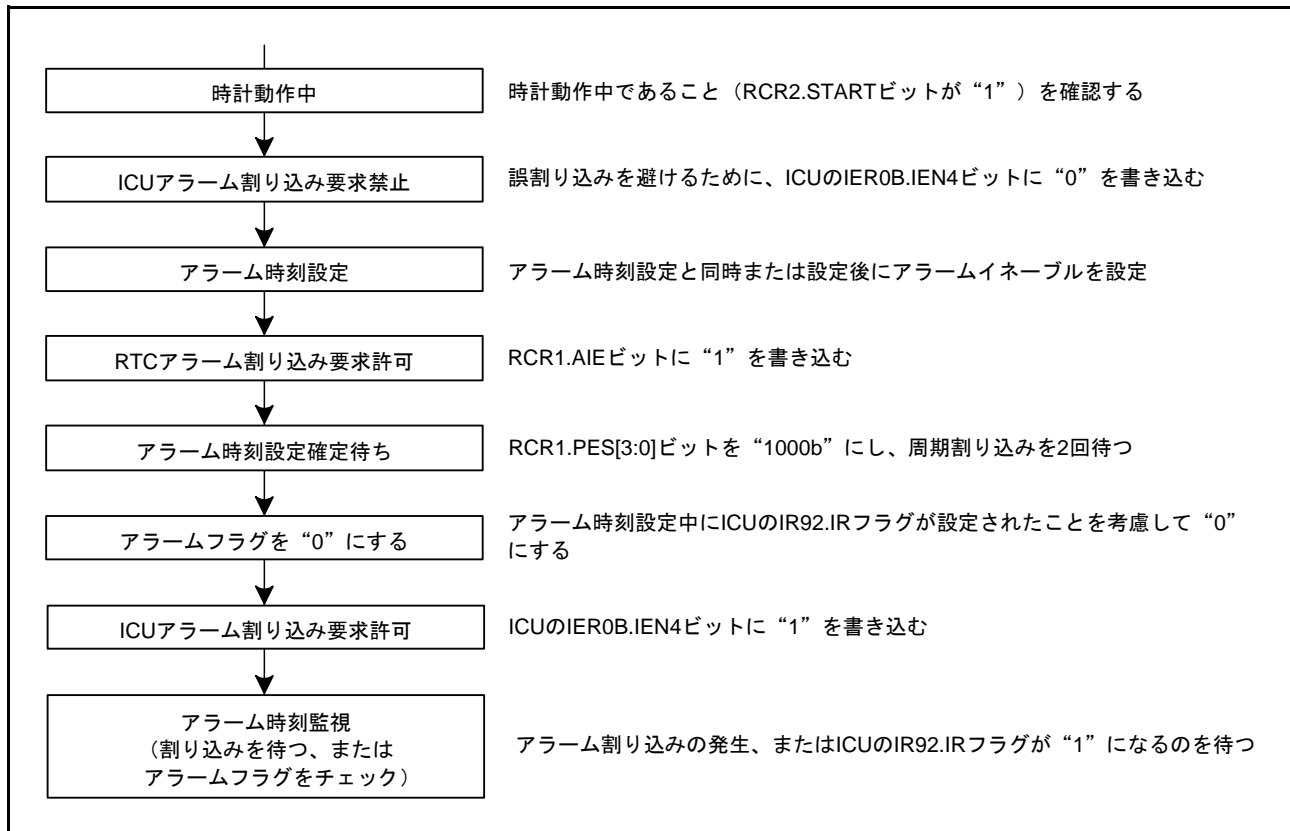 時計動作中
時計動作中であること（RCR2.STARTビットが“1”）を確認する
ICUアラーム割り込み要求禁止
誤割り込みを避けるために、ICUのIER0B.IEN4ビットに“0”を書き込む
アラーム時刻設定
アラーム時刻設定と同時または設定後にアラームイネーブルを設定
RTCアラーム割り込み要求許可
RCR1.AIEビットに“1”を書き込む
アラーム時刻設定確定待ち
RCR1.PES[3:0]ビットを“1000b”にし、周期割り込みを2回待つ
アラームフラグを“0”にする
アラーム時刻設定中にICUのIR92.IRフラグが設定されたことを考慮して“0”
にする
ICUアラーム割り込み要求許可
ICUのIER0B.IEN4ビットに“1”を書き込む
アラーム時刻監視
（割り込みを待つ、または
アラームフラグをチェック）
アラーム割り込みの発生、またはICUのIR92.IRフラグが“1”になるのを待つ